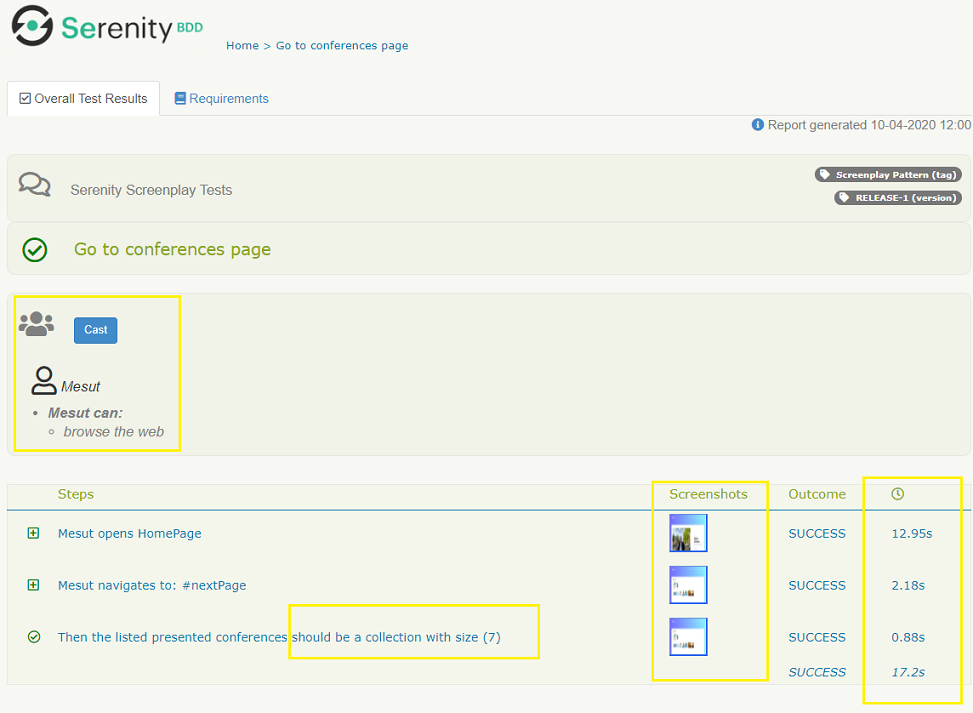 Serenity BDD
Home > Go to conferences page
Overall Test Results Requirements
Report generated 10-04-2020 12:00
Serenity Screenplay Tests
Screenplay Pattern (tag)
RELEASE-1 (version)
Go to conferences page
Cast
Mesut
Mesut can:
browse the web
Steps Screenshots Outcome
Mesut opens HomePage SUCCESS 12.95s
Mesut navigates to: #nextPage SUCCESS 2.18s
Then the listed presented conferences should be a collection with size (7) SUCCESS 0.88s
SUCCESS 17.2s